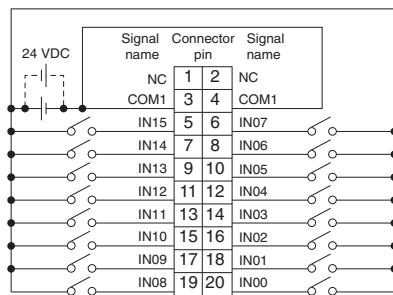 Signal name Connector pin Signal name
24 VDC
NC 1 2 NC
COM1 3 4 COM1
IN15 5 6 IN07
IN14 7 8 IN06
IN13 9 10 IN05
IN12 11 12 IN04
IN11 13 14 IN03
IN10 15 16 IN02
IN09 17 18 IN01
IN08 19 20 IN00